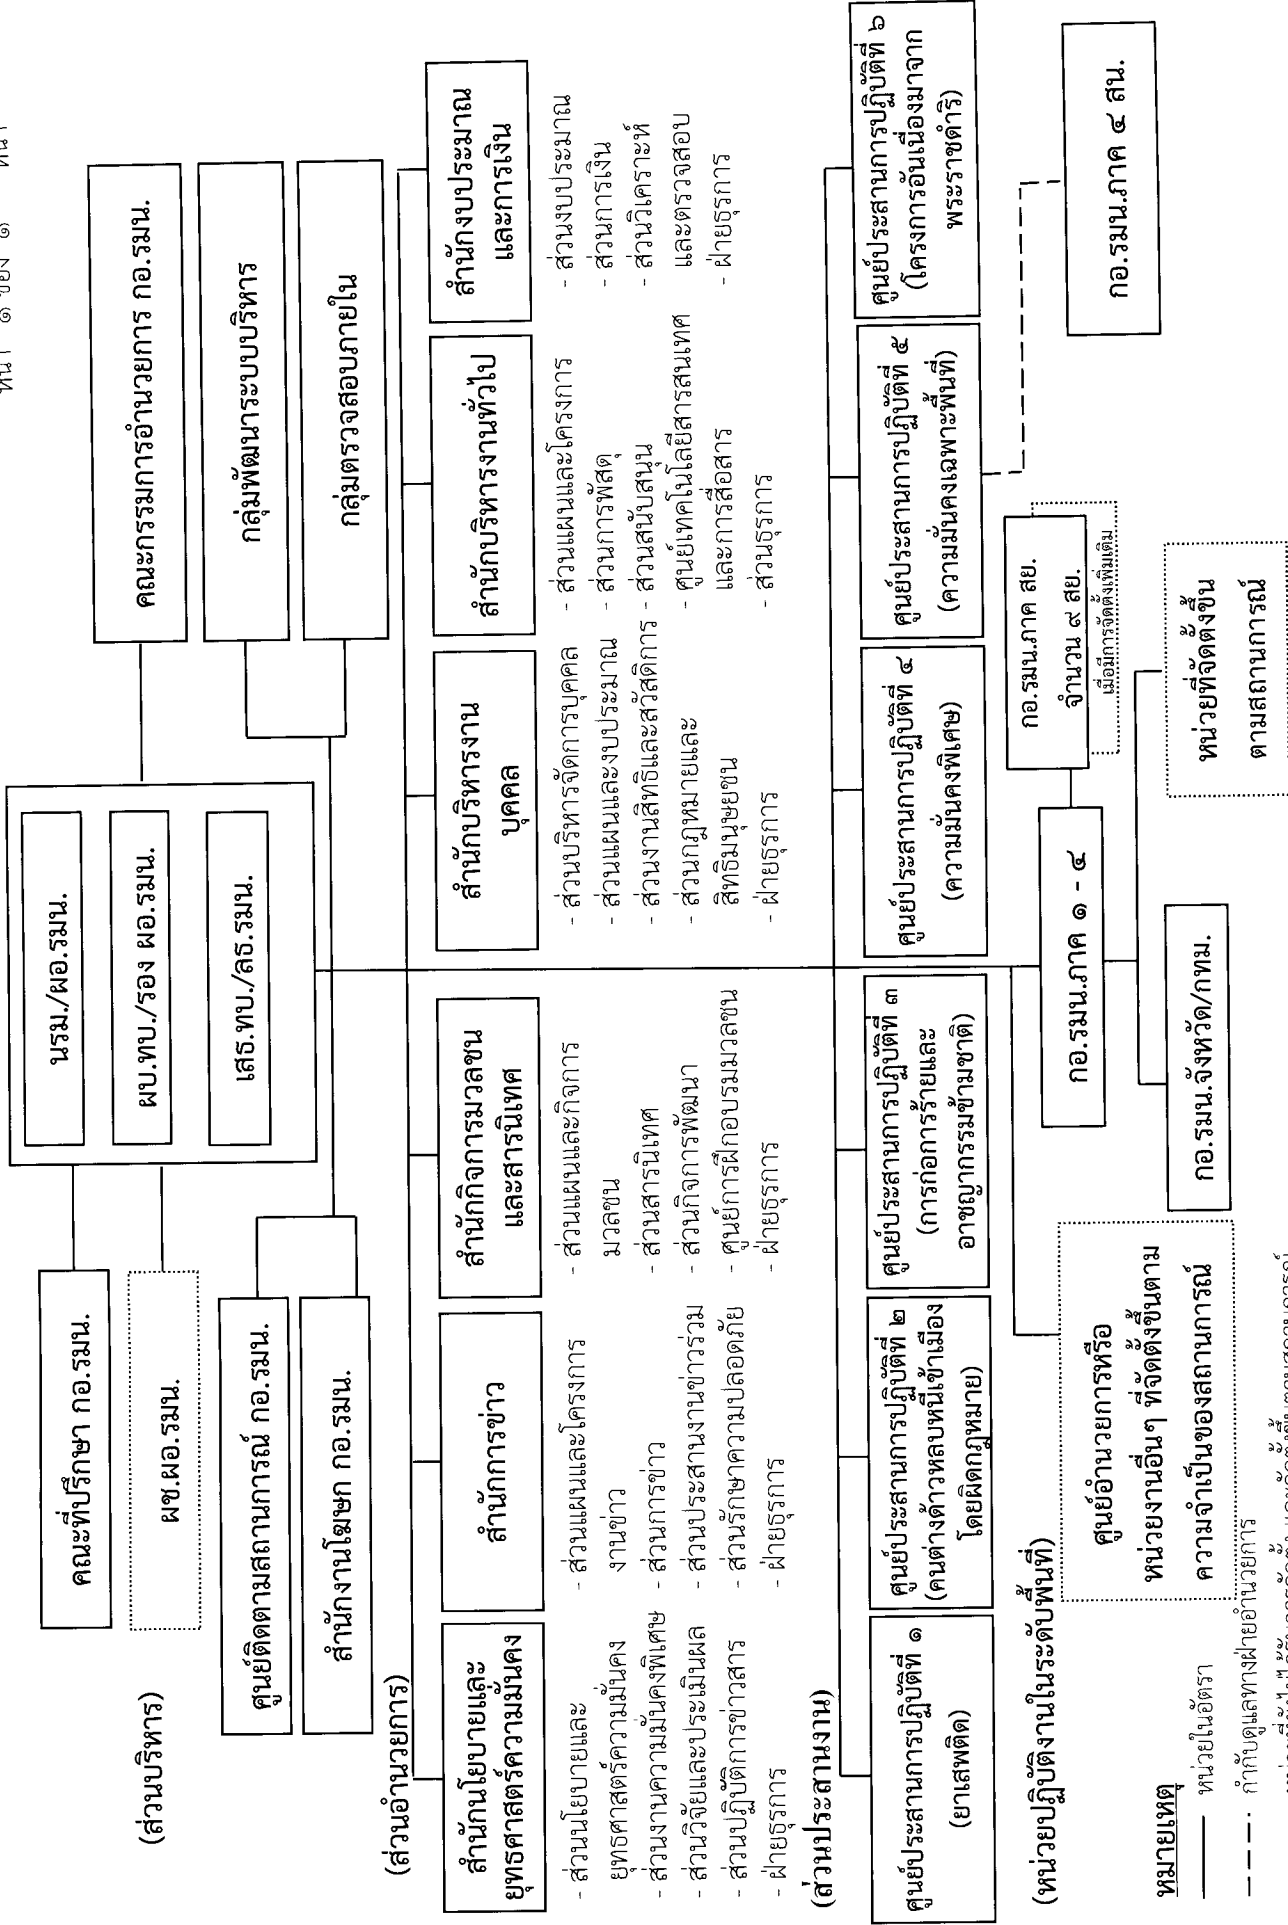 หน้า ๑ ของ ๑ หน้า
(ส่วนบริหาร)
นรม./ผอ.รมน.
ผบ.ทบ./รอง ผอ.รมน.
เสธ.ทบ./ลธ.รมน.
คณะที่ปรึกษา กอ.รมน.
ผช.ผอ.รมน.
คณะกรรมการอำนวยการ กอ.รมน.
ศูนย์ติดตามสถานการณ์ กอ.รมน.
สำนักงานโฆษก กอ.รมน.
กลุ่มพัฒนาระบบบริหาร
กลุ่มตรวจสอบภายใน
(ส่วนอำนวยการ)
สำนักนโยบายและ
ยุทธศาสตร์ความมั่นคง
- ส่วนนโยบายและ
ยุทธศาสตร์ความมั่นคง
- ส่วนงานความมั่นคงพิเศษ
- ส่วนวิจัยและประเมินผล
- ส่วนปฏิบัติการข่าวสาร
- ฝ่ายธุรการ
สำนักการข่าว
- ส่วนแผนและโครงการ
งานข่าว
- ส่วนการข่าว
- ส่วนประสานงานข่าวร่วม
- ส่วนรักษาความปลอดภัย
- ฝ่ายธุรการ
สำนักกิจการมวลชน
และสารนิเทศ
- ส่วนแผนและกิจการ
มวลชน
- ส่วนสารนิเทศ
- ส่วนกิจการพัฒนา
- ศูนย์การฝึกอบรมมวลชน
- ฝ่ายธุรการ
สำนักบริหารงาน
บุคคล
- ส่วนบริหารจัดการบุคคล
- ส่วนแผนและงบประมาณ
- ส่วนงานสิทธิและสวัสดิการ
- ส่วนกฎหมายและ
สิทธิมนุษยชน
- ฝ่ายธุรการ
สำนักบริหารงานทั่วไป
- ส่วนแผนและโครงการ
- ส่วนการพัสดุ
- ส่วนสนับสนุน
- ศูนย์เทคโนโลยีสารสนเทศ
และการสื่อสาร
- ส่วนธุรการ
สำนักงบประมาณ
และการเงิน
- ส่วนงบประมาณ
- ส่วนการเงิน
- ส่วนวิเคราะห์
และตรวจสอบ
- ฝ่ายธุรการ
(ส่วนประสานงาน)
ศูนย์ประสานการปฏิบัติที่ ๑
(ยาเสพติด)
ศูนย์ประสานการปฏิบัติที่ ๒
(คนต่างด้าวหลบหนีเข้าเมือง
โดยผิดกฎหมาย)
ศูนย์ประสานการปฏิบัติที่ ๓
(การก่อการร้ายและ
อาชญากรรมข้ามชาติ)
ศูนย์ประสานการปฏิบัติที่ ๔
(ความมั่นคงพิเศษ)
ศูนย์ประสานการปฏิบัติที่ ๕
(ความมั่นคงเฉพาะพื้นที่)
ศูนย์ประสานการปฏิบัติที่ ๖
(โครงการอันเนื่องมาจาก
พระราชดำริ)
(หน่วยปฏิบัติงานในระดับพื้นที่)
ศูนย์อำนวยการหรือ
หน่วยงานอื่นๆ ที่จัดตั้งขึ้นตาม
ความจำเป็นของสถานการณ์
กอ.รมน.ภาค ๑ - ๔
กอ.รมน.ภาค สย.
จำนวน ๙ สย.
เมื่อมีการจัดตั้งเพิ่มเติม
กอ.รมน.ภาค ๔ สน.
กอ.รมน.จังหวัด/กทม.
หน่วยที่จัดตั้งขึ้น
ตามสถานการณ์
หมายเหตุ
หน่วยในอัตรา
กำกับดูแลทางฝ่ายอำนวยการ